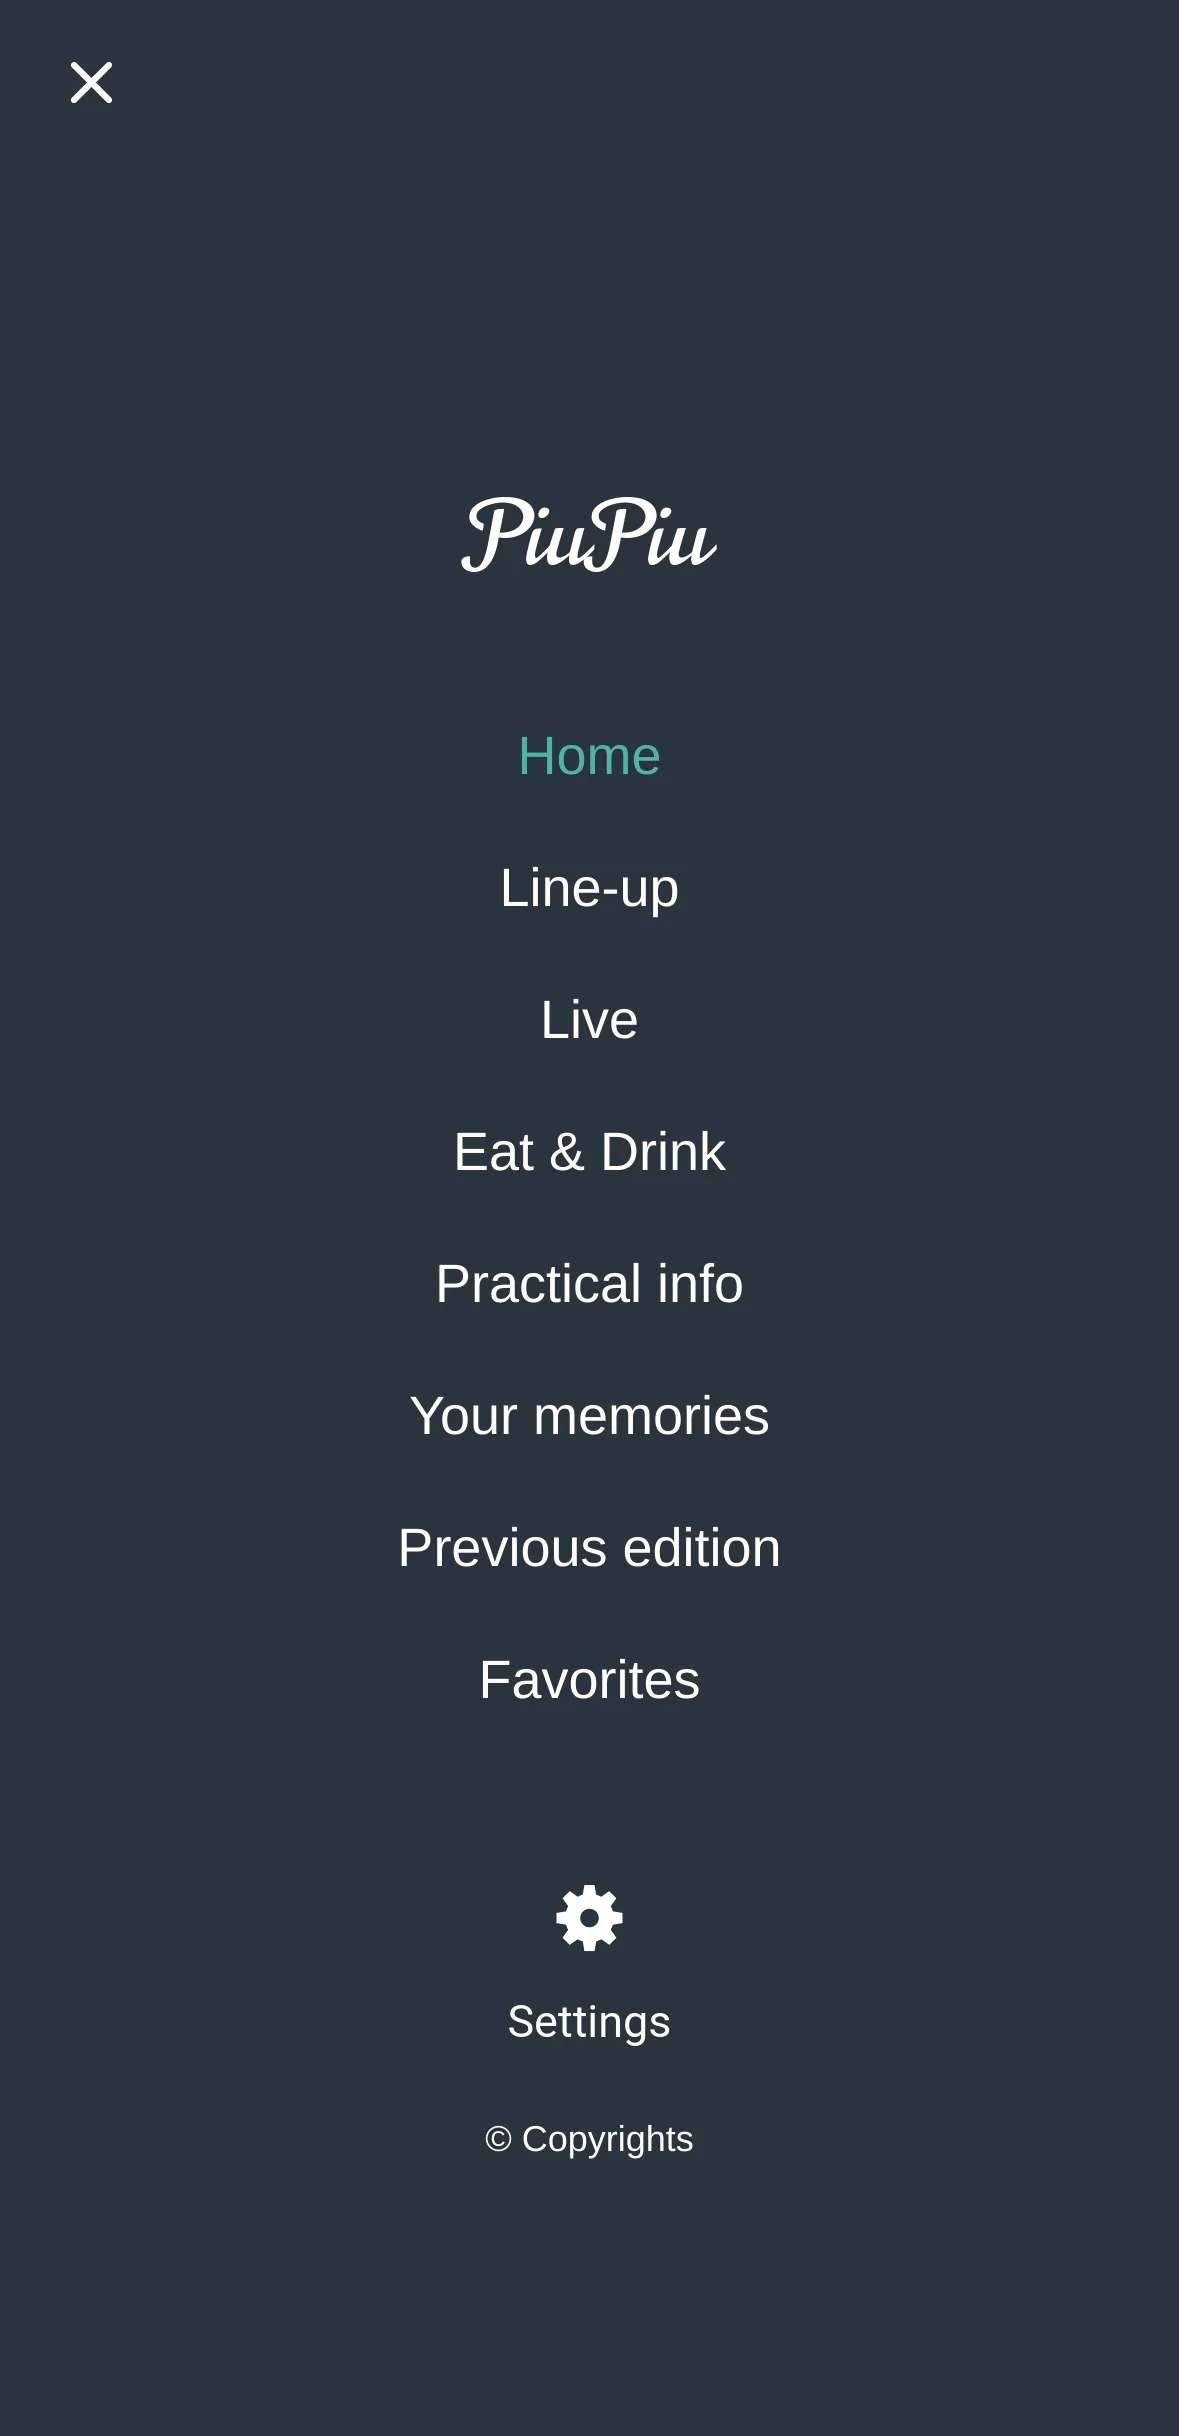 PiuPiu
Home
Line-up
Live
Eat & Drink
Practical info
Your memories
Previous edition
Favorites
Settings
© Copyrights